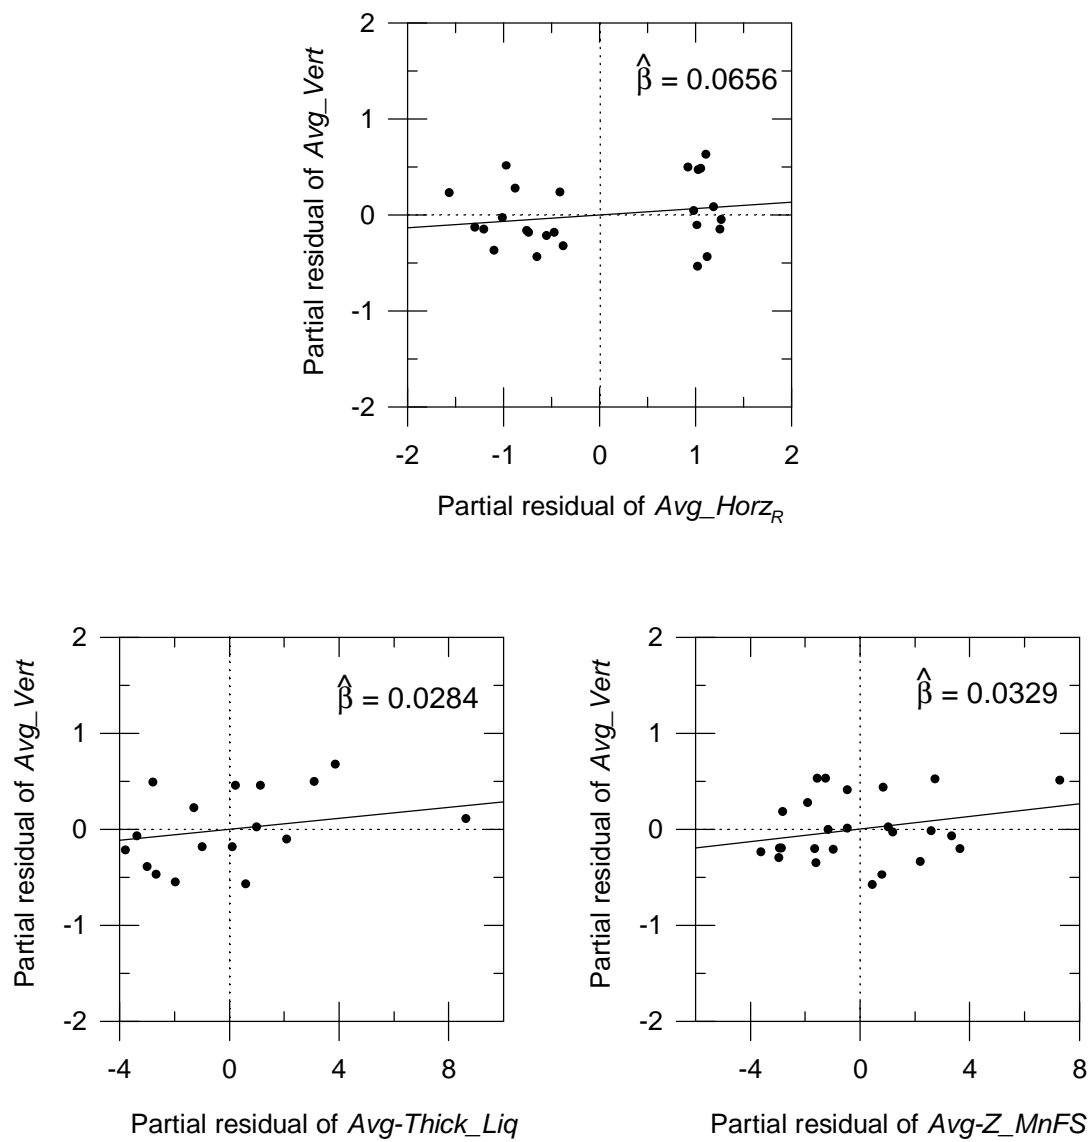 2
1
0
-1
-2
Partial residual of Avg_Vert
β̂ = 0.0656
-2 -1 0 1 2
Partial residual of Avg_Horz_R
2
1
0
-1
-2
Partial residual of Avg_Vert
β̂ = 0.0284
-4 0 4 8
Partial residual of Avg-Thick_Liq
2
1
0
-1
-2
Partial residual of Avg_Vert
β̂ = 0.0329
-4 0 4 8
Partial residual of Avg-Z_MnFS